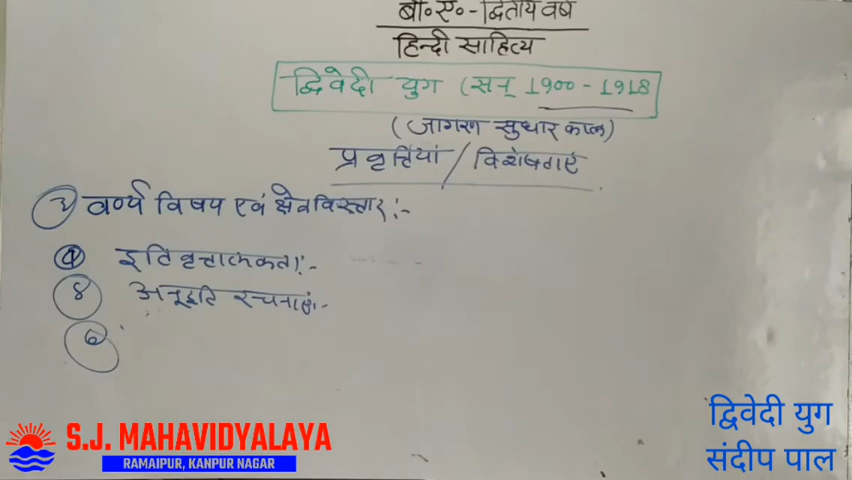 बी०ए०-द्वितीय वर्ष
हिन्दी साहित्य
द्विवेदी युग (सन् 1900-1918
(जागरण सुधार काल)
प्रवृत्तियां / विशेषताएं
वर्ण्य विषय एवं क्षेत्रविस्तार:-
इतिवृत्तात्मकता:-
४ अनूदित रचनाएं:-
S.J. MAHAVIDYALAYA
RAMAIPUR, KANPUR NAGAR
द्विवेदी युग
संदीप पाल